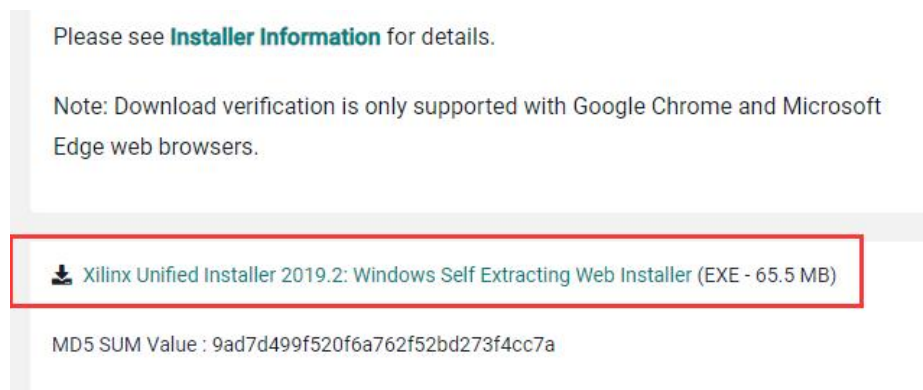 Please see Installer Information for details.
Note: Download verification is only supported with Google Chrome and Microsoft
Edge web browsers.
Xilinx Unified Installer 2019.2: Windows Self Extracting Web Installer (EXE - 65.5 MB)
MD5 SUM Value : 9ad7d499f520f6a762f52bd273f4cc7a